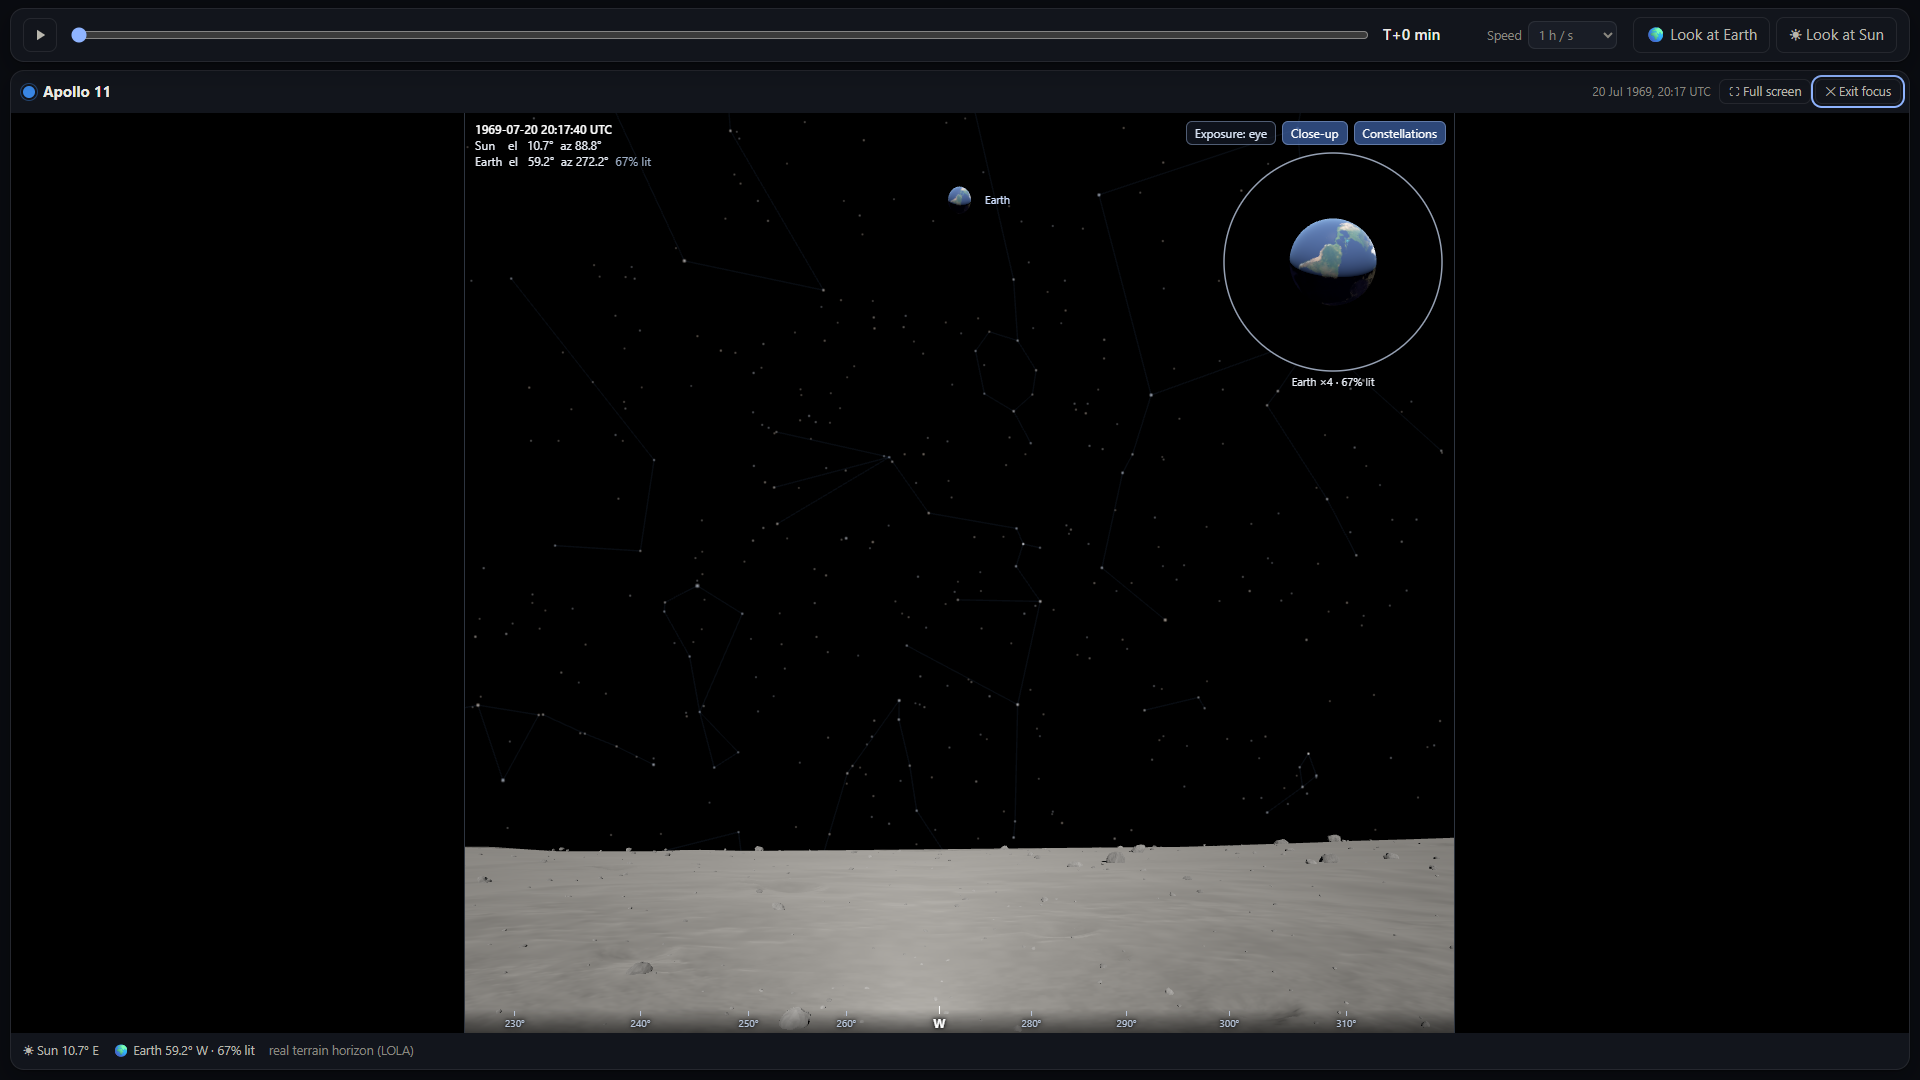 ▶ T+0 min Speed 1 h / s Look at Earth Look at Sun
Apollo 11 20 Jul 1969, 20:17 UTC Full screen Exit focus
1969-07-20 20:17:40 UTC
Sun el 10.7° az 88.8°
Earth el 59.2° az 272.2° 67% lit
Exposure: eye Close-up Constellations
Earth
Earth ×4 · 67% lit
230° 240° 250° 260° W 280° 290° 300° 310°
Sun 10.7° E Earth 59.2° W · 67% lit real terrain horizon (LOLA)